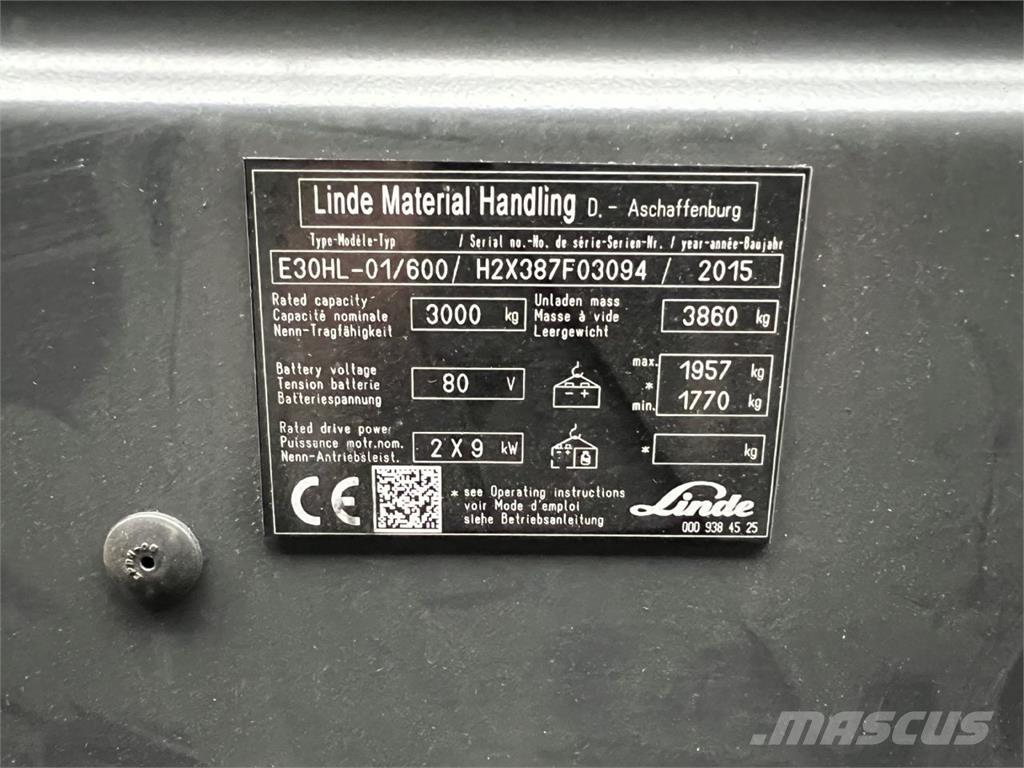 Linde Material Handling D. - Aschaffenburg
Type-Modèle-Typ / Serial no.-No. de série-Serien-Nr. / year-année-Baujahr
E30HL-01/600/ H2X387F03094 / 2015
Rated capacity
Capacité nominale
Nenn-Tragfähigkeit
3000 kg
Unladen mass
Masse à vide
Leergewicht
3860 kg
Battery voltage
Tension batterie
Batteriespannung
80 V
- +
max. 1957 kg
*
min. 1770 kg
Rated drive power
Puissance motr.nom.
Nenn-Antriebsleist.
2 X 9 kW
- +
* kg
CE
* see Operating instructions
voir Mode d'emploi
siehe Betriebsanleitung
Linde
000 938 45 25
MASCUS